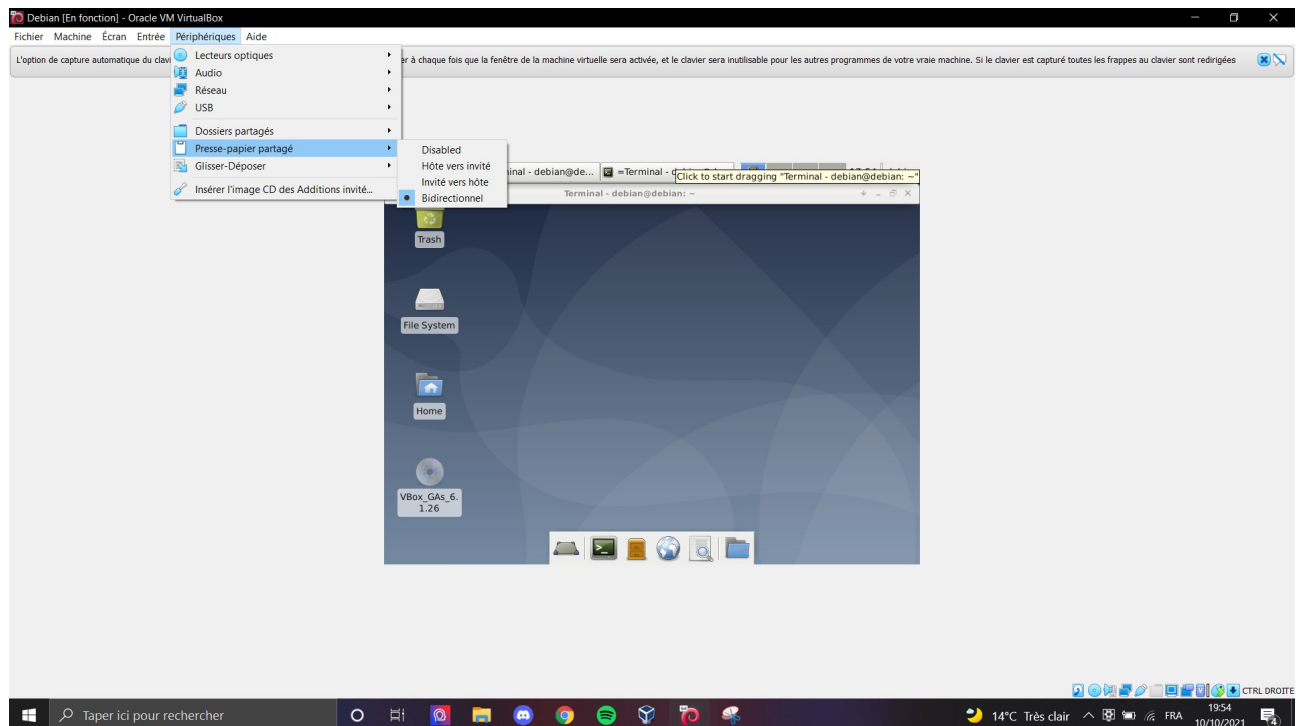 Debian [En fonction] - Oracle VM VirtualBox
Fichier Machine Écran Entrée Périphériques Aide
L'option de capture automatique du clav
er à chaque fois que la fenêtre de la machine virtuelle sera activée, et le clavier sera inutilisable pour les autres programmes de votre vraie machine. Si le clavier est capturé toutes les frappes au clavier sont redirigées
Lecteurs optiques
Audio
Réseau
USB
Dossiers partagés
Presse-papier partagé
Glisser-Déposer
Insérer l'image CD des Additions invité...
Disabled
Hôte vers invité
Invité vers hôte
Bidirectionnel
inal - debian@de... =Terminal -
Click to start dragging "Terminal - debian@debian: ~"
Terminal - debian@debian: ~
Trash
File System
Home
VBox_GAs_6.
1.26
CTRL DROITE
Taper ici pour rechercher
14°C Très clair
FRA
19:54
10/10/2021
4